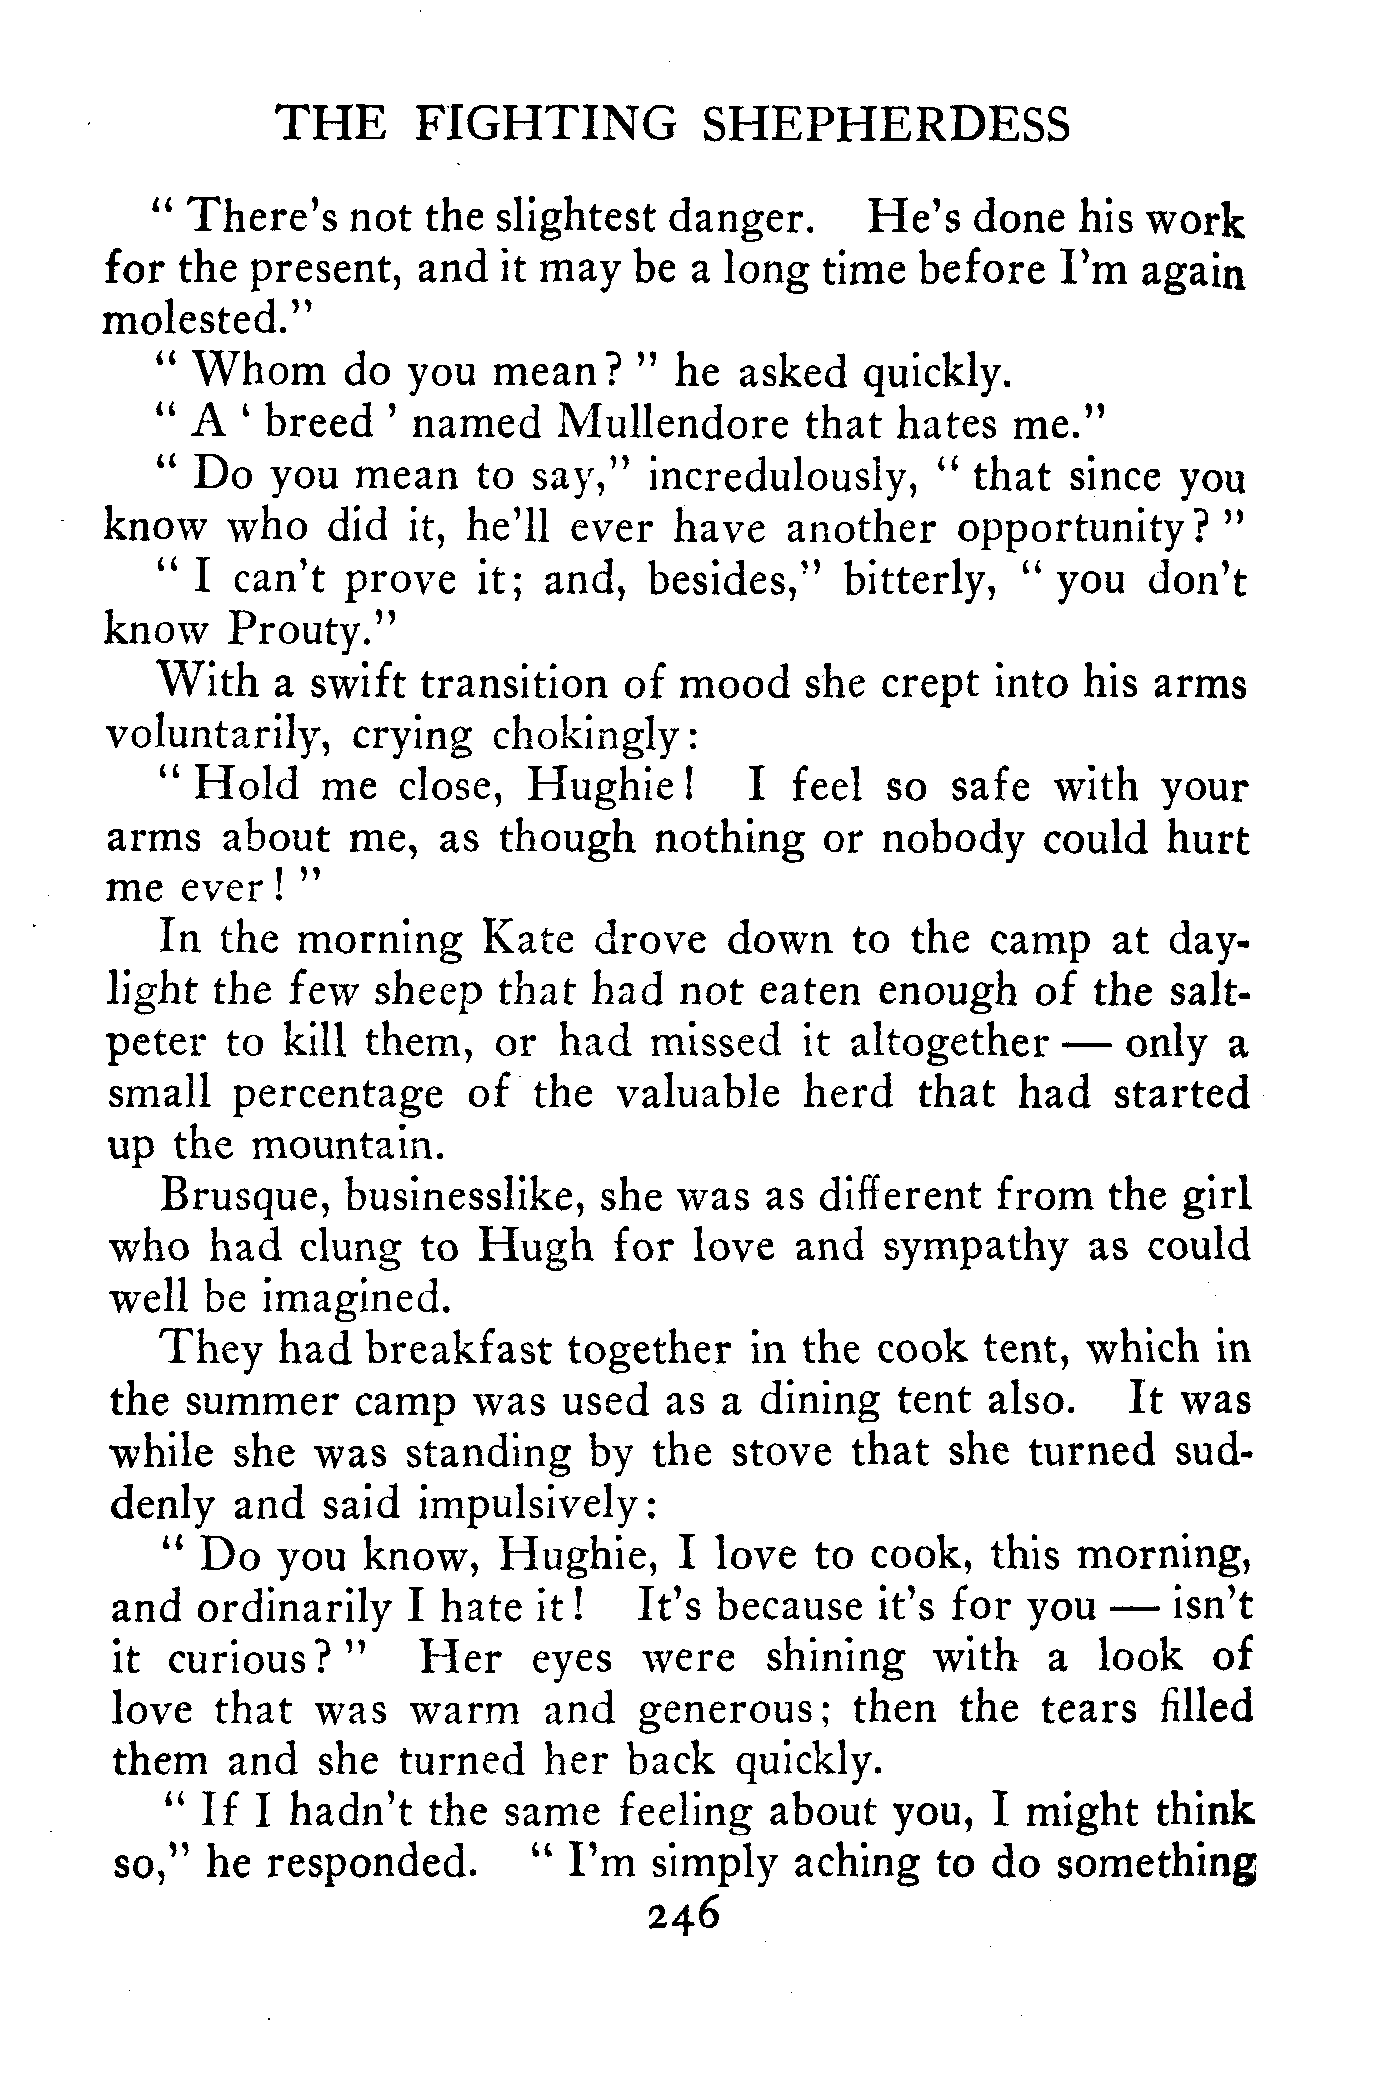 THE FIGHTING SHEPHERDESS
" There's not the slightest danger. He's done his work
for the present, and it may be a long time before I'm again
molested."
" Whom do you mean? " he asked quickly.
" A ' breed ' named Mullendore that hates me."
" Do you mean to say," incredulously, " that since you
know who did it, he'll ever have another opportunity? "
" I can't prove it; and, besides," bitterly, " you don't
know Prouty."
With a swift transition of mood she crept into his arms
voluntarily, crying chokingly:
" Hold me close, Hughie! I feel so safe with your
arms about me, as though nothing or nobody could hurt
me ever! "
In the morning Kate drove down to the camp at day-
light the few sheep that had not eaten enough of the salt-
peter to kill them, or had missed it altogether — only a
small percentage of the valuable herd that had started
up the mountain.
Brusque, businesslike, she was as different from the girl
who had clung to Hugh for love and sympathy as could
well be imagined.
They had breakfast together in the cook tent, which in
the summer camp was used as a dining tent also. It was
while she was standing by the stove that she turned sud-
denly and said impulsively:
" Do you know, Hughie, I love to cook, this morning,
and ordinarily I hate it! It's because it's for you — isn't
it curious? " Her eyes were shining with a look of
love that was warm and generous; then the tears filled
them and she turned her back quickly.
" If I hadn't the same feeling about you, I might think
so," he responded. " I'm simply aching to do something
246